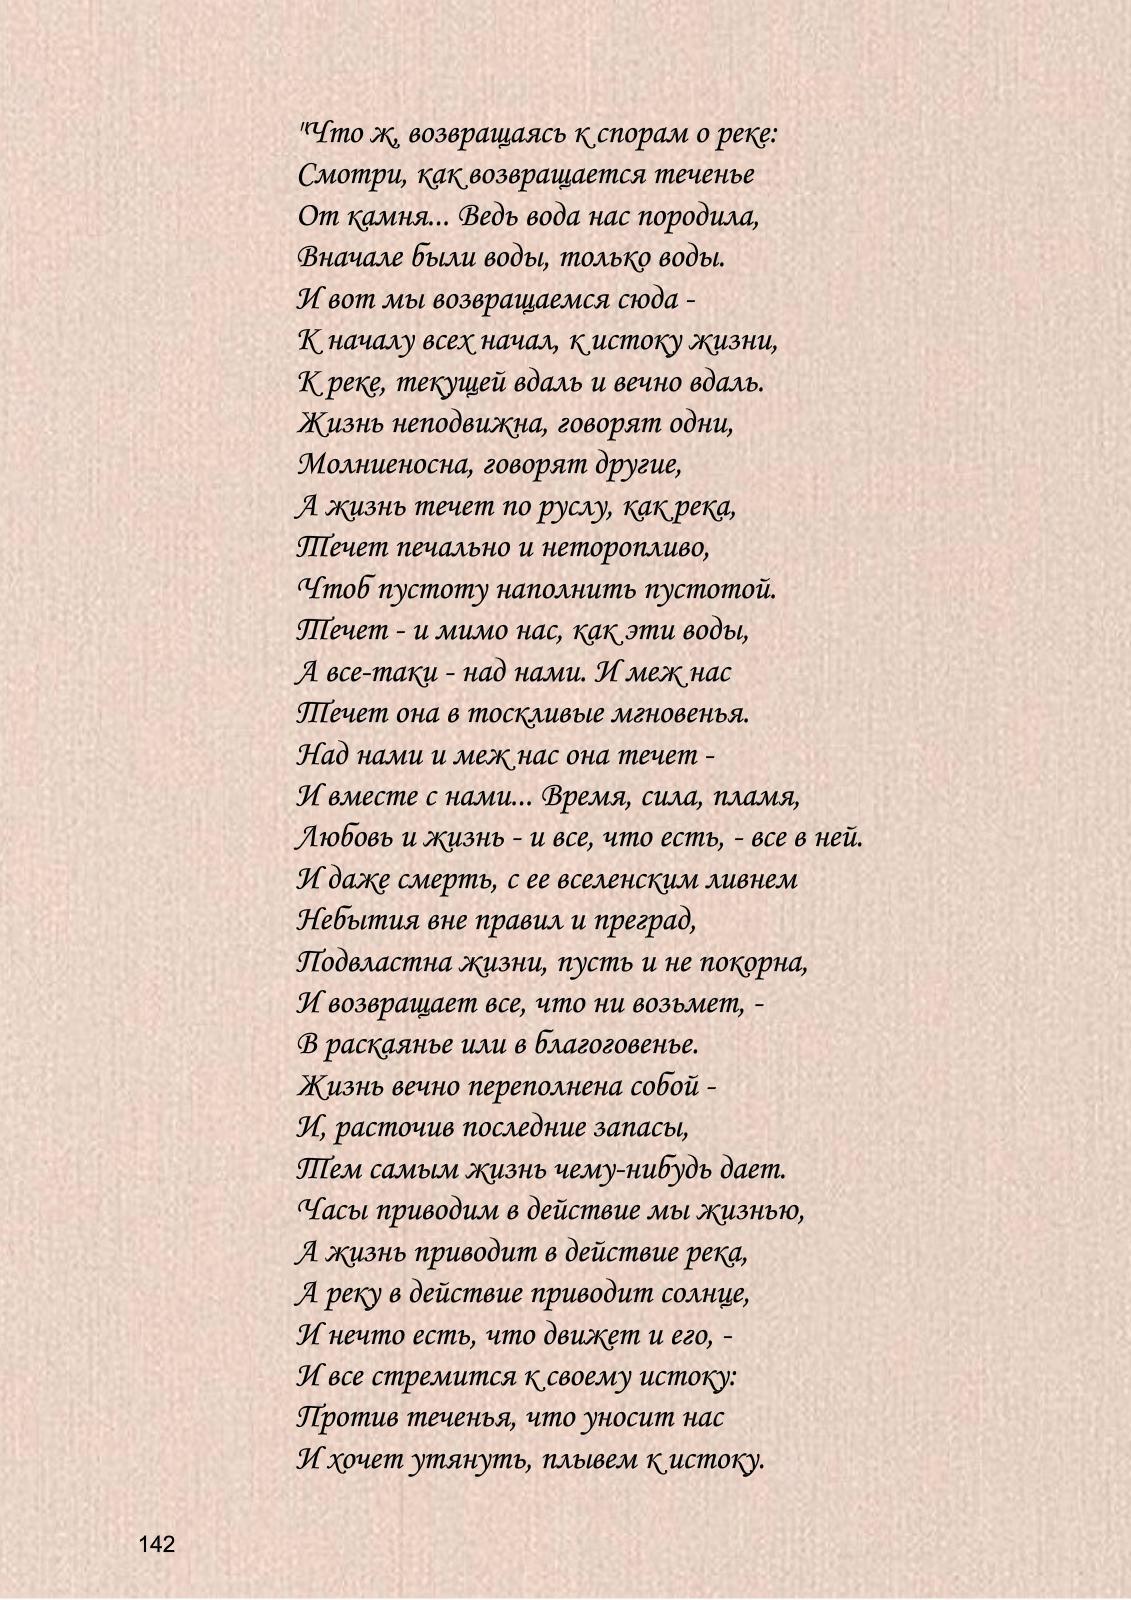 "Что ж, возвращаясь к спорам о реке:
Смотри, как возвращается теченье
От камня... Ведь вода нас породила,
Вначале были воды, только воды.
И вот мы возвращаемся сюда -
К началу всех начал, к истоку жизни,
К реке, текущей вдаль и вечно вдаль.
Жизнь неподвижна, говорят одни,
Молниеносна, говорят другие,
А жизнь течет по руслу, как река,
Течет печально и неторопливо,
Чтоб пустоту наполнить пустотой.
Течет - и мимо нас, как эти воды,
А все-таки - над нами. И меж нас
Течет она в тоскливые мгновенья.
Над нами и меж нас она течет -
И вместе с нами... Время, сила, пламя,
Любовь и жизнь - и все, что есть, - все в ней.
И даже смерть, с ее вселенским ливнем
Небытия вне правил и преград,
Подвластна жизни, пусть и не покорна,
И возвращает все, что ни возьмет, -
В раскаянье или в благоговенье.
Жизнь вечно переполнена собой -
И, расточив последние запасы,
Тем самым жизнь чему-нибудь дает.
Часы приводим в действие мы жизнью,
А жизнь приводит в действие река,
А реку в действие приводит солнце,
И нечто есть, что движет и его, -
И все стремится к своему истоку:
Против теченья, что уносит нас
И хочет утянуть, плывем к истоку.
142